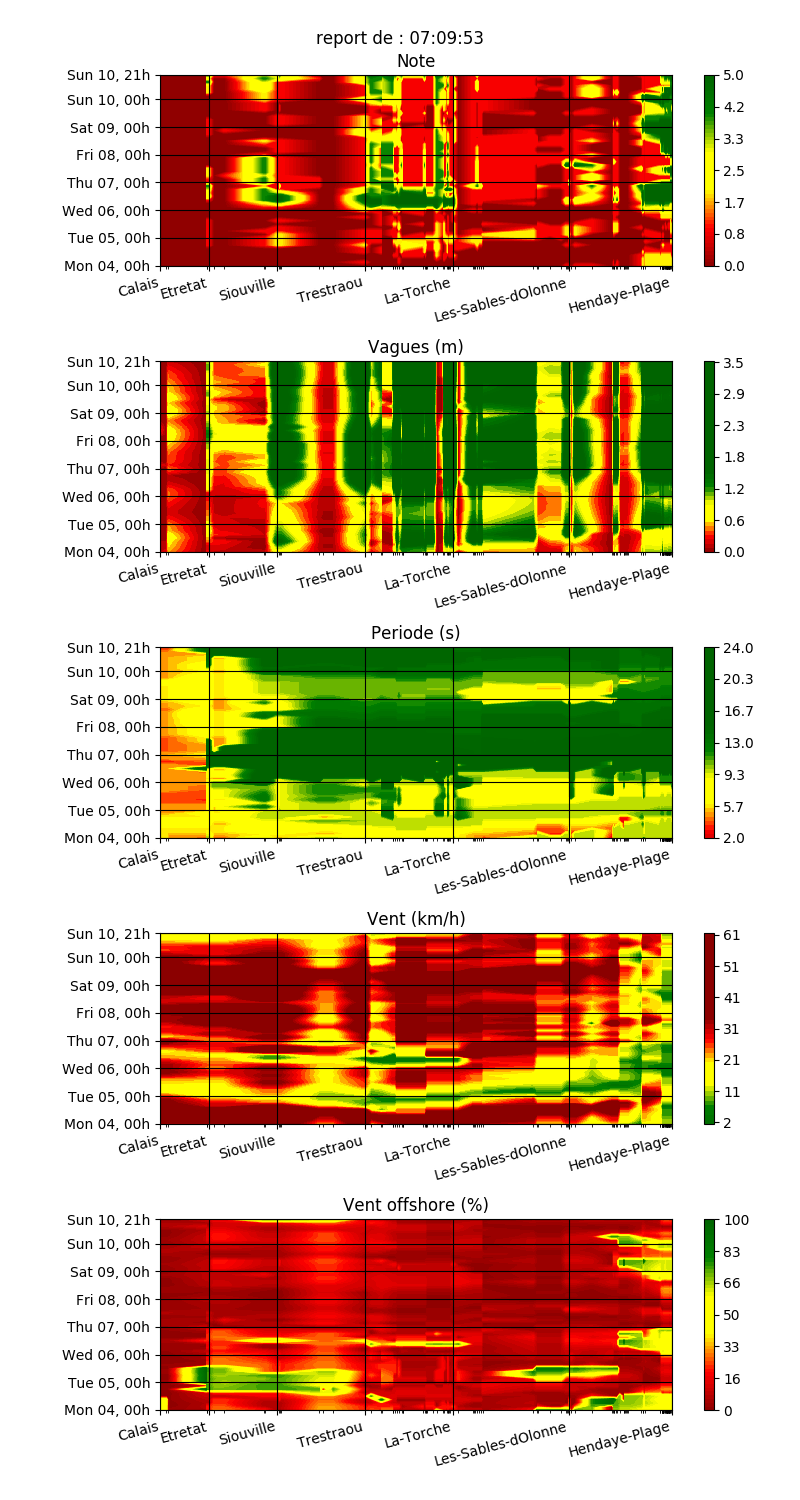 report de : 07:09:53
Note
Sun 10, 21h
Sun 10, 00h
Sat 09, 00h
Fri 08, 00h
Thu 07, 00h
Wed 06, 00h
Tue 05, 00h
Mon 04, 00h
Calais
Etretat
Siouville
Trestraou
La-Torche
Les-Sables-dOlonne
Hendaye-Plage
5.0
4.2
3.3
2.5
1.7
0.8
0.0
Vagues (m)
Sun 10, 21h
Sun 10, 00h
Sat 09, 00h
Fri 08, 00h
Thu 07, 00h
Wed 06, 00h
Tue 05, 00h
Mon 04, 00h
Calais
Etretat
Siouville
Trestraou
La-Torche
Les-Sables-dOlonne
Hendaye-Plage
3.5
2.9
2.3
1.8
1.2
0.6
0.0
Periode (s)
Sun 10, 21h
Sun 10, 00h
Sat 09, 00h
Fri 08, 00h
Thu 07, 00h
Wed 06, 00h
Tue 05, 00h
Mon 04, 00h
Calais
Etretat
Siouville
Trestraou
La-Torche
Les-Sables-dOlonne
Hendaye-Plage
24.0
20.3
16.7
13.0
9.3
5.7
2.0
Vent (km/h)
Sun 10, 21h
Sun 10, 00h
Sat 09, 00h
Fri 08, 00h
Thu 07, 00h
Wed 06, 00h
Tue 05, 00h
Mon 04, 00h
Calais
Etretat
Siouville
Trestraou
La-Torche
Les-Sables-dOlonne
Hendaye-Plage
61
51
41
31
21
11
2
Vent offshore (%)
Sun 10, 21h
Sun 10, 00h
Sat 09, 00h
Fri 08, 00h
Thu 07, 00h
Wed 06, 00h
Tue 05, 00h
Mon 04, 00h
Calais
Etretat
Siouville
Trestraou
La-Torche
Les-Sables-dOlonne
Hendaye-Plage
100
83
66
50
33
16
0